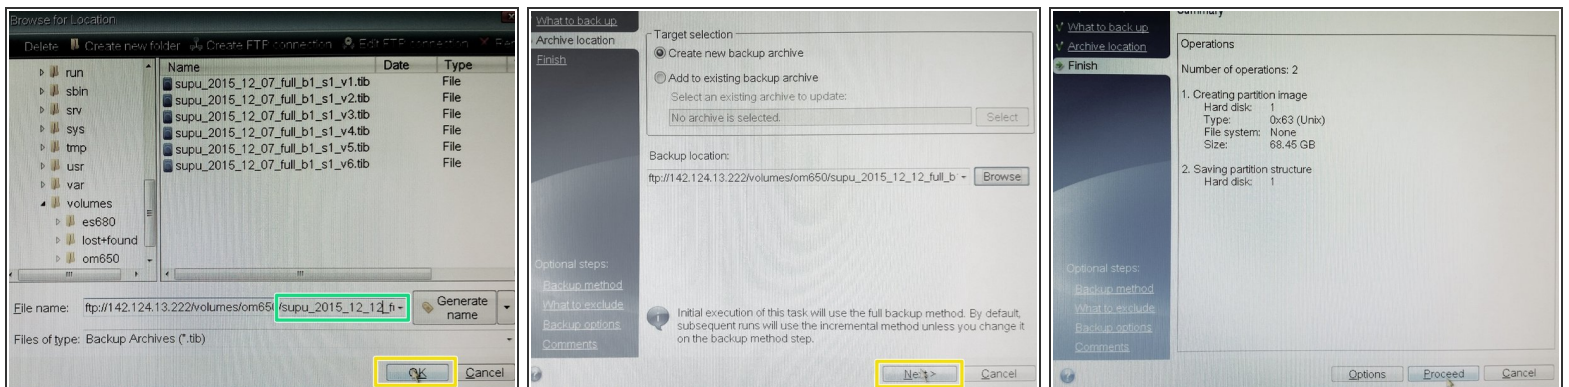 Browse for Location
Delete Create new folder Create FTP connection Edit FTP connection
Name Date Type
run
sbin
srv
sys
tmp
usr
var
volumes
es680
lost+found
om650
supu_2015_12_07_full_b1_s1_v1.tib File
supu_2015_12_07_full_b1_s1_v2.tib File
supu_2015_12_07_full_b1_s1_v3.tib File
supu_2015_12_07_full_b1_s1_v4.tib File
supu_2015_12_07_full_b1_s1_v5.tib File
supu_2015_12_07_full_b1_s1_v6.tib File
File name: ftp://142.124.13.222/volumes/om650/supu_2015_12_12_fi
Generate name
Files of type: Backup Archives (*.tib)
OK Cancel
What to back up
Archive location
Finish
Target selection
Create new backup archive
Add to existing backup archive
Select an existing archive to update:
No archive is selected. Select
Backup location:
ftp://142.124.13.222/volumes/om650/supu_2015_12_12_full_b Browse
Optional steps:
Backup method
What to exclude
Backup options
Comments
Initial execution of this task will use the full backup method. By default,
subsequent runs will use the incremental method unless you change it
on the backup method step.
Next > Cancel
Summary
What to back up
Archive location
Finish
Operations
Number of operations: 2
1. Creating partition image
Hard disk: 1
Type: 0x63 (Unix)
File system: None
Size: 68.45 GB
2. Saving partition structure
Hard disk: 1
Optional steps:
Backup method
What to exclude
Backup options
Comments
Options Proceed Cancel